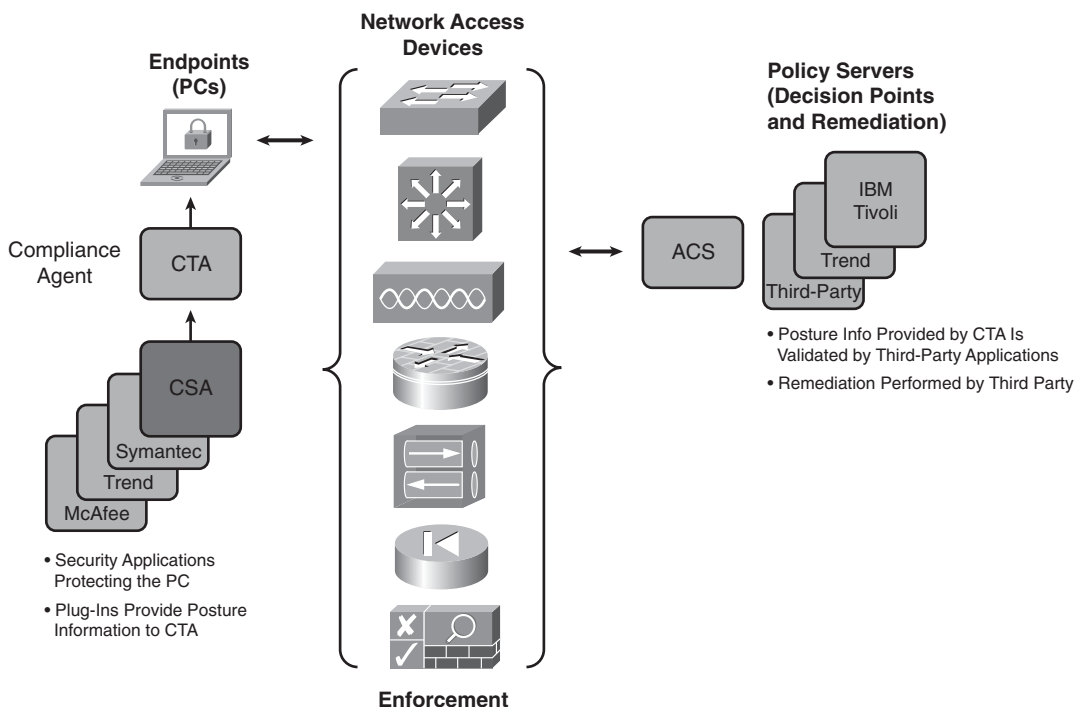 Network Access
Devices
Endpoints
(PCs)
Policy Servers
(Decision Points
and Remediation)
IBM
Tivoli
Trend
Third-Party
ACS
Compliance
Agent
CTA
CSA
Symantec
Trend
McAfee
• Posture Info Provided by CTA Is
Validated by Third-Party Applications
• Remediation Performed by Third Party
• Security Applications
Protecting the PC
• Plug-Ins Provide Posture
Information to CTA
Enforcement